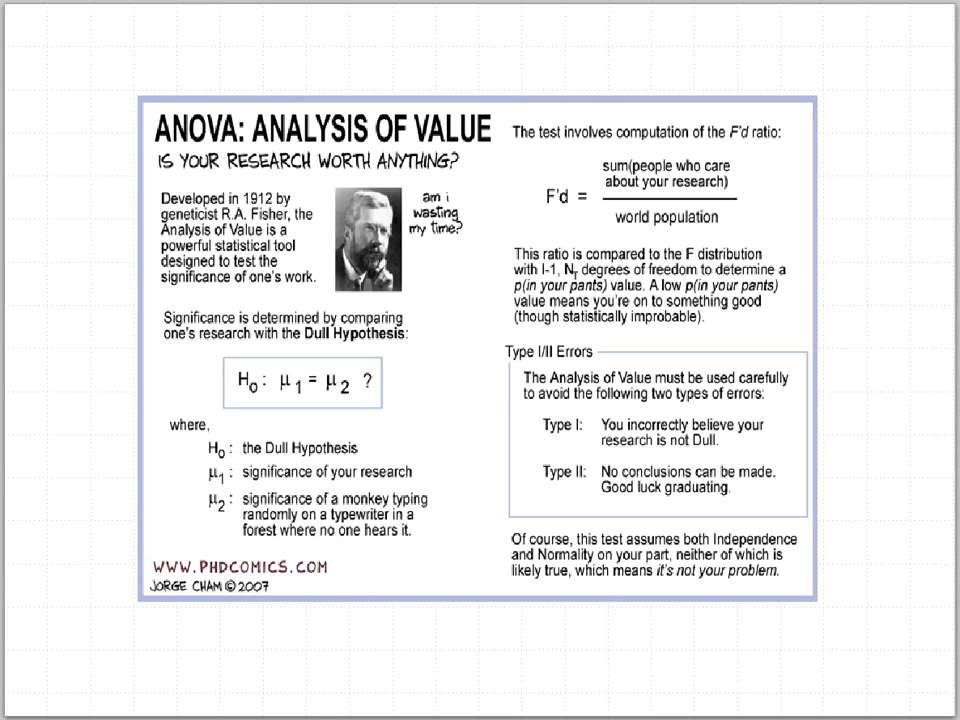 ANOVA: ANALYSIS OF VALUE
IS YOUR RESEARCH WORTH ANYTHING?
Developed in 1912 by
geneticist R.A. Fisher, the
Analysis of Value is a
powerful statistical tool
designed to test the
significance of one's work.
am i
wasting
my time?
Significance is determined by comparing
one's research with the Dull Hypothesis:
H₀ : μ₁ = μ₂ ?
where,
H₀ : the Dull Hypothesis
μ₁ : significance of your research
μ₂ : significance of a monkey typing
randomly on a typewriter in a
forest where no one hears it.
WWW.PHDCOMICS.COM
JORGE CHAM © 2007
The test involves computation of the F'd ratio:
sum(people who care
about your research)
F'd =
world population
This ratio is compared to the F distribution
with I-1, N_T degrees of freedom to determine a
p(in your pants) value. A low p(in your pants)
value means you're on to something good
(though statistically improbable).
Type I/II Errors
The Analysis of Value must be used carefully
to avoid the following two types of errors:
Type I: You incorrectly believe your
research is not Dull.
Type II: No conclusions can be made.
Good luck graduating.
Of course, this test assumes both Independence
and Normality on your part, neither of which is
likely true, which means it's not your problem.